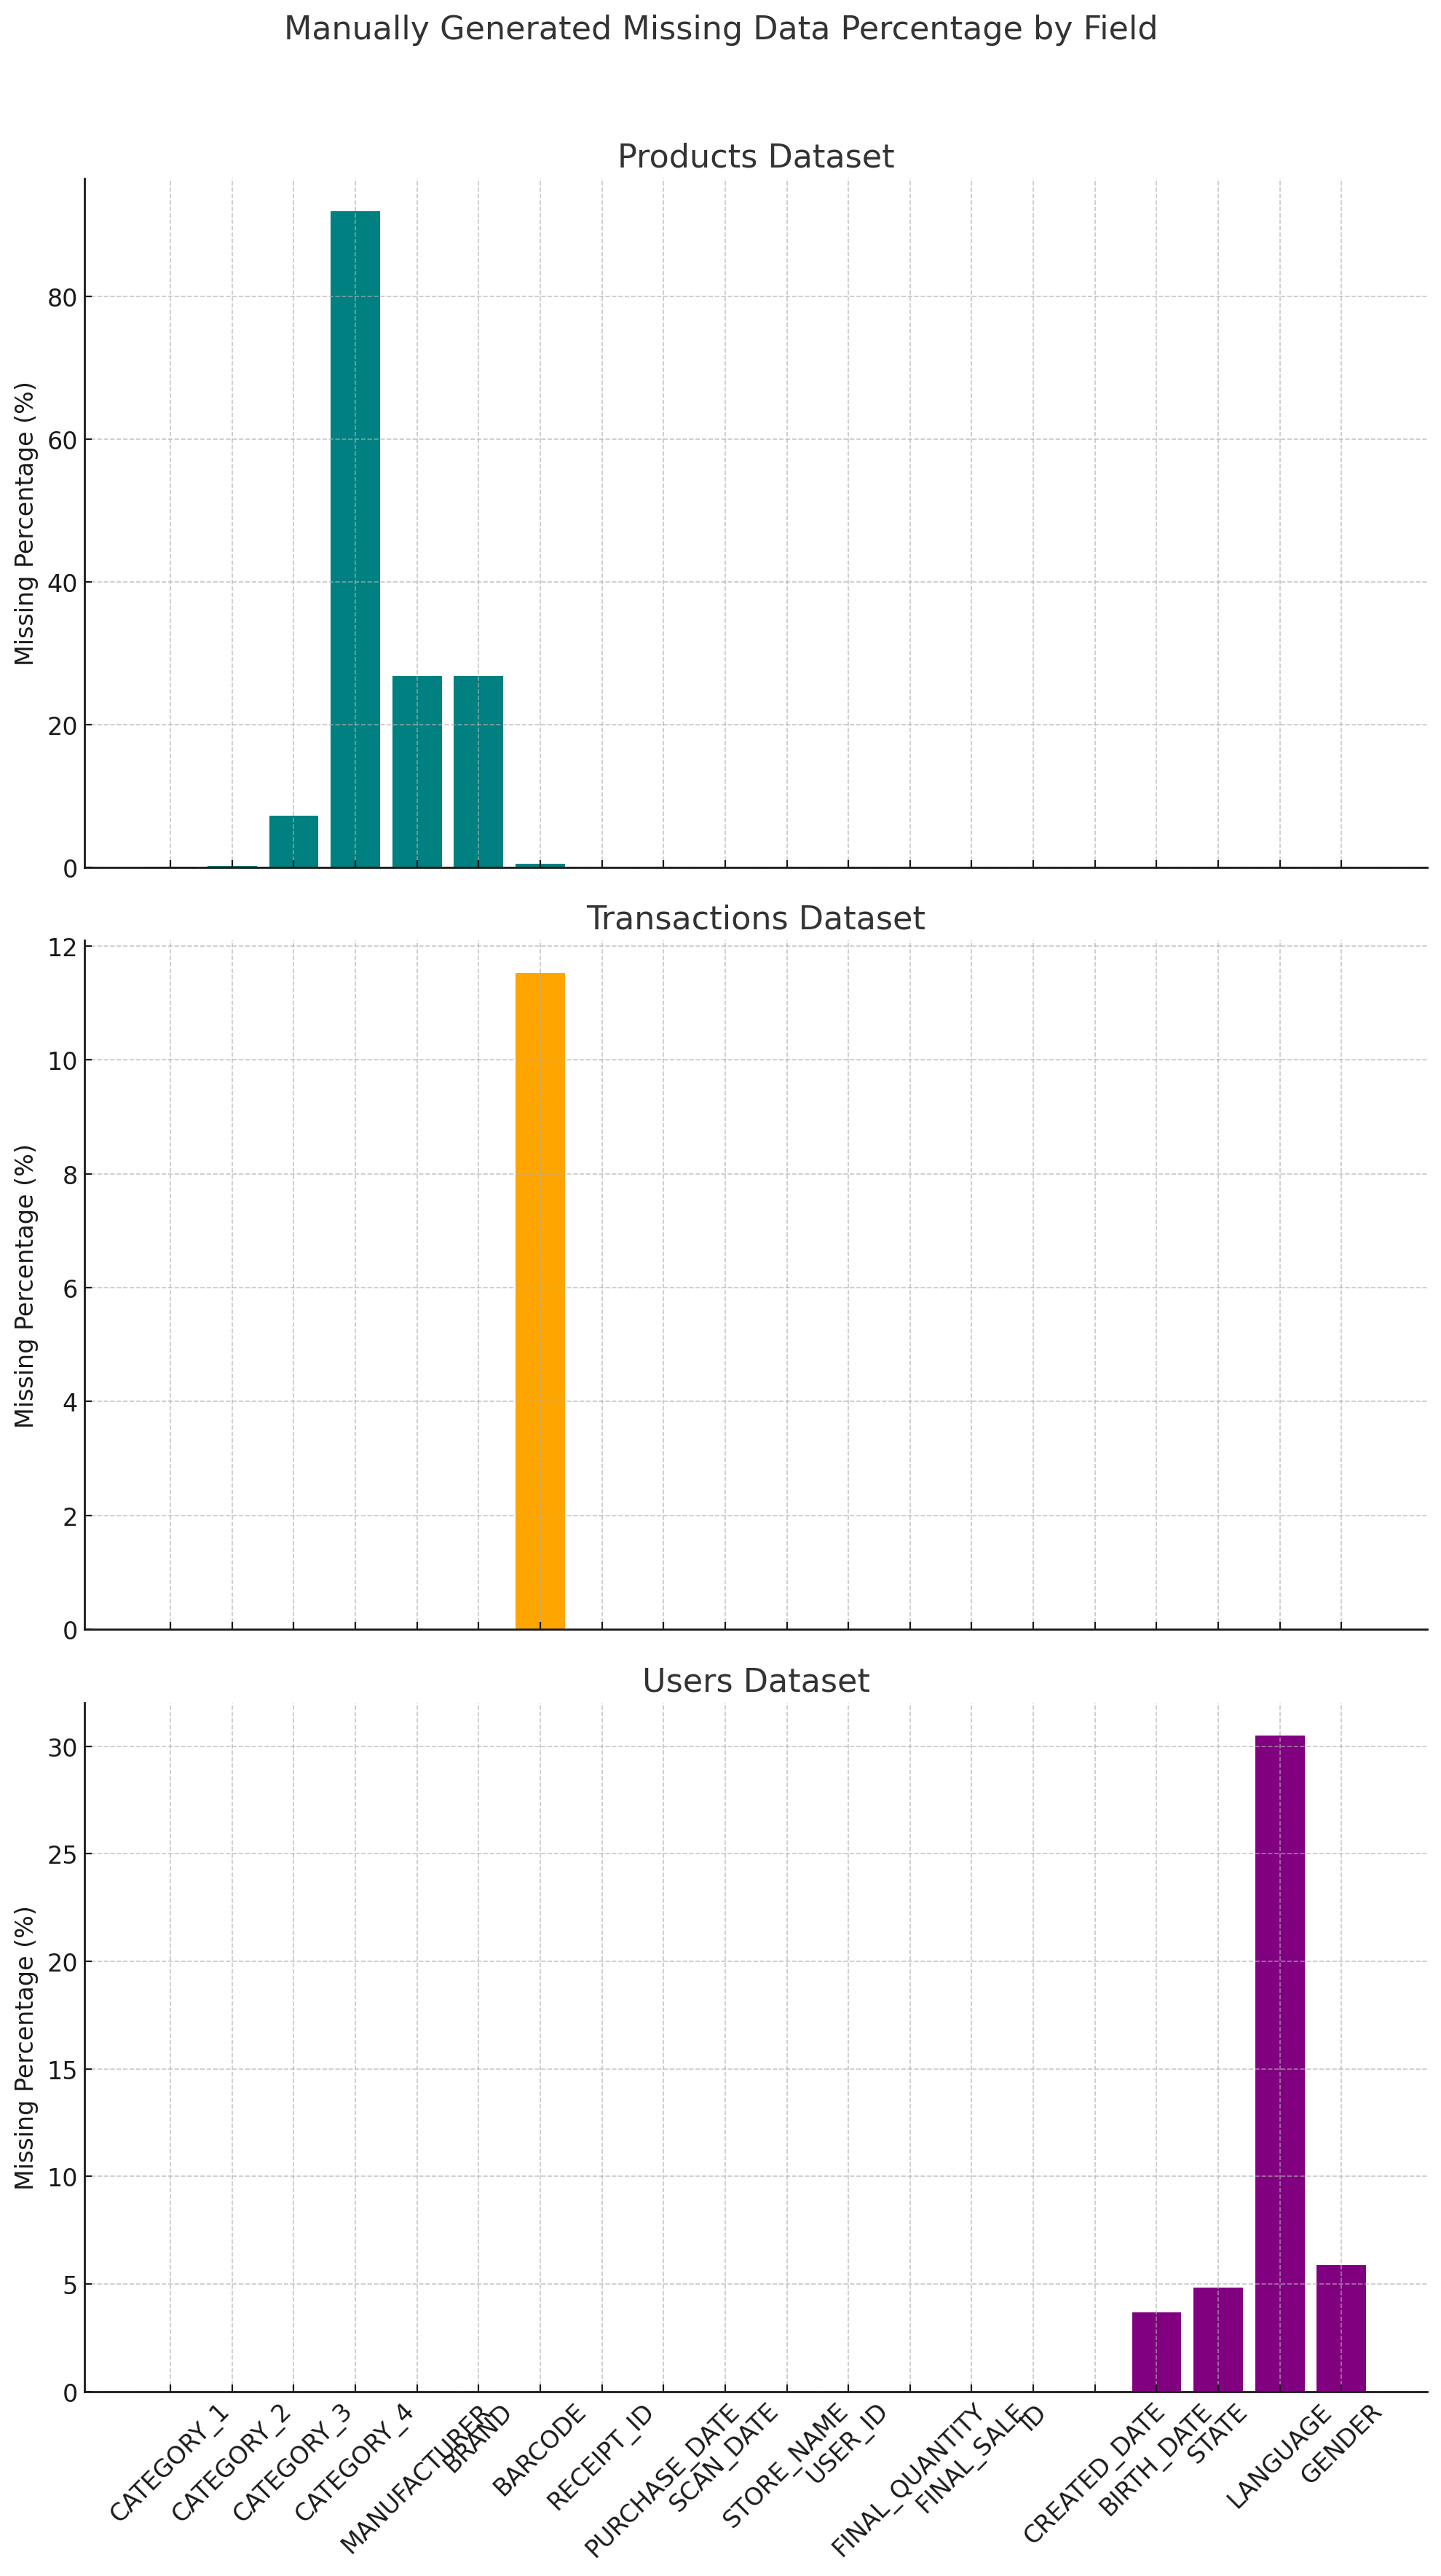 Manually Generated Missing Data Percentage by Field
Products Dataset
Missing Percentage (%)
80
60
40
20
0
Transactions Dataset
Missing Percentage (%)
12
10
8
6
4
2
0
Users Dataset
Missing Percentage (%)
30
25
20
15
10
5
0
CATEGORY_1
CATEGORY_2
CATEGORY_3
CATEGORY_4
MANUFACTURER
BRAND
BARCODE
RECEIPT_ID
PURCHASE_DATE
SCAN_DATE
STORE_NAME
USER_ID
FINAL_QUANTITY
FINAL_SALE
ID
CREATED_DATE
BIRTH_DATE
STATE
LANGUAGE
GENDER